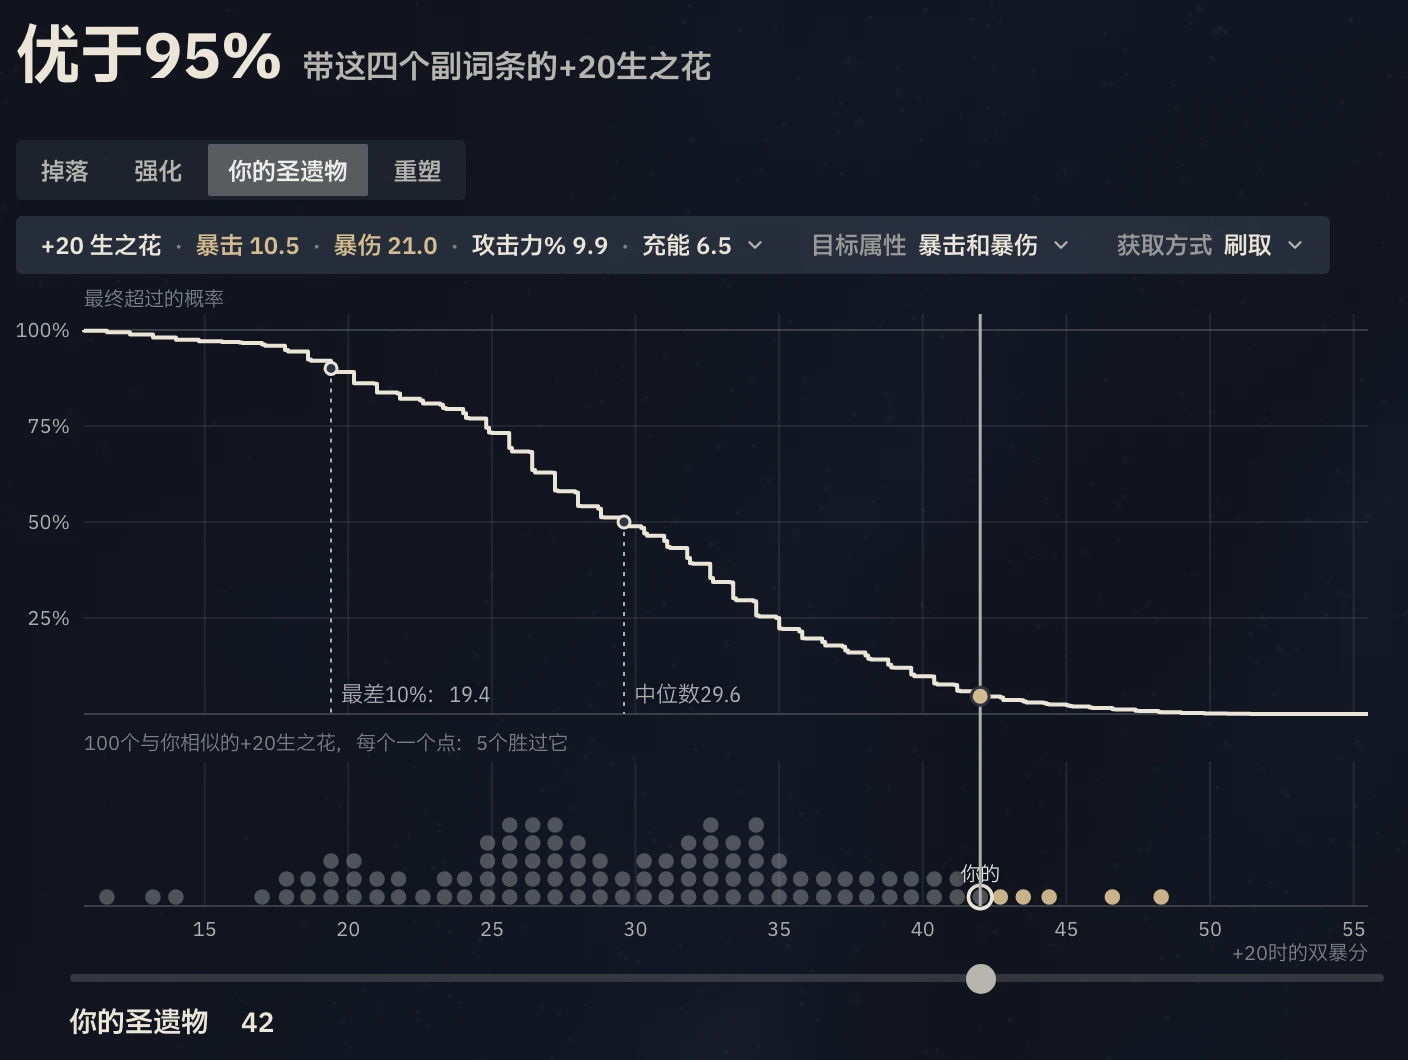 优于95% 带这四个副词条的+20生之花
掉落 强化 你的圣遗物 重塑
+20 生之花 · 暴击 10.5 · 暴伤 21.0 · 攻击力% 9.9 · 充能 6.5 目标属性 暴击和暴伤 获取方式 刷取
最终超过的概率
100%
75%
50%
25%
最差10%：19.4 中位数29.6
100个与你相似的+20生之花，每个一个点：5个胜过它
你的
15 20 25 30 35 40 45 50 55
+20时的双暴分
你的圣遗物 42